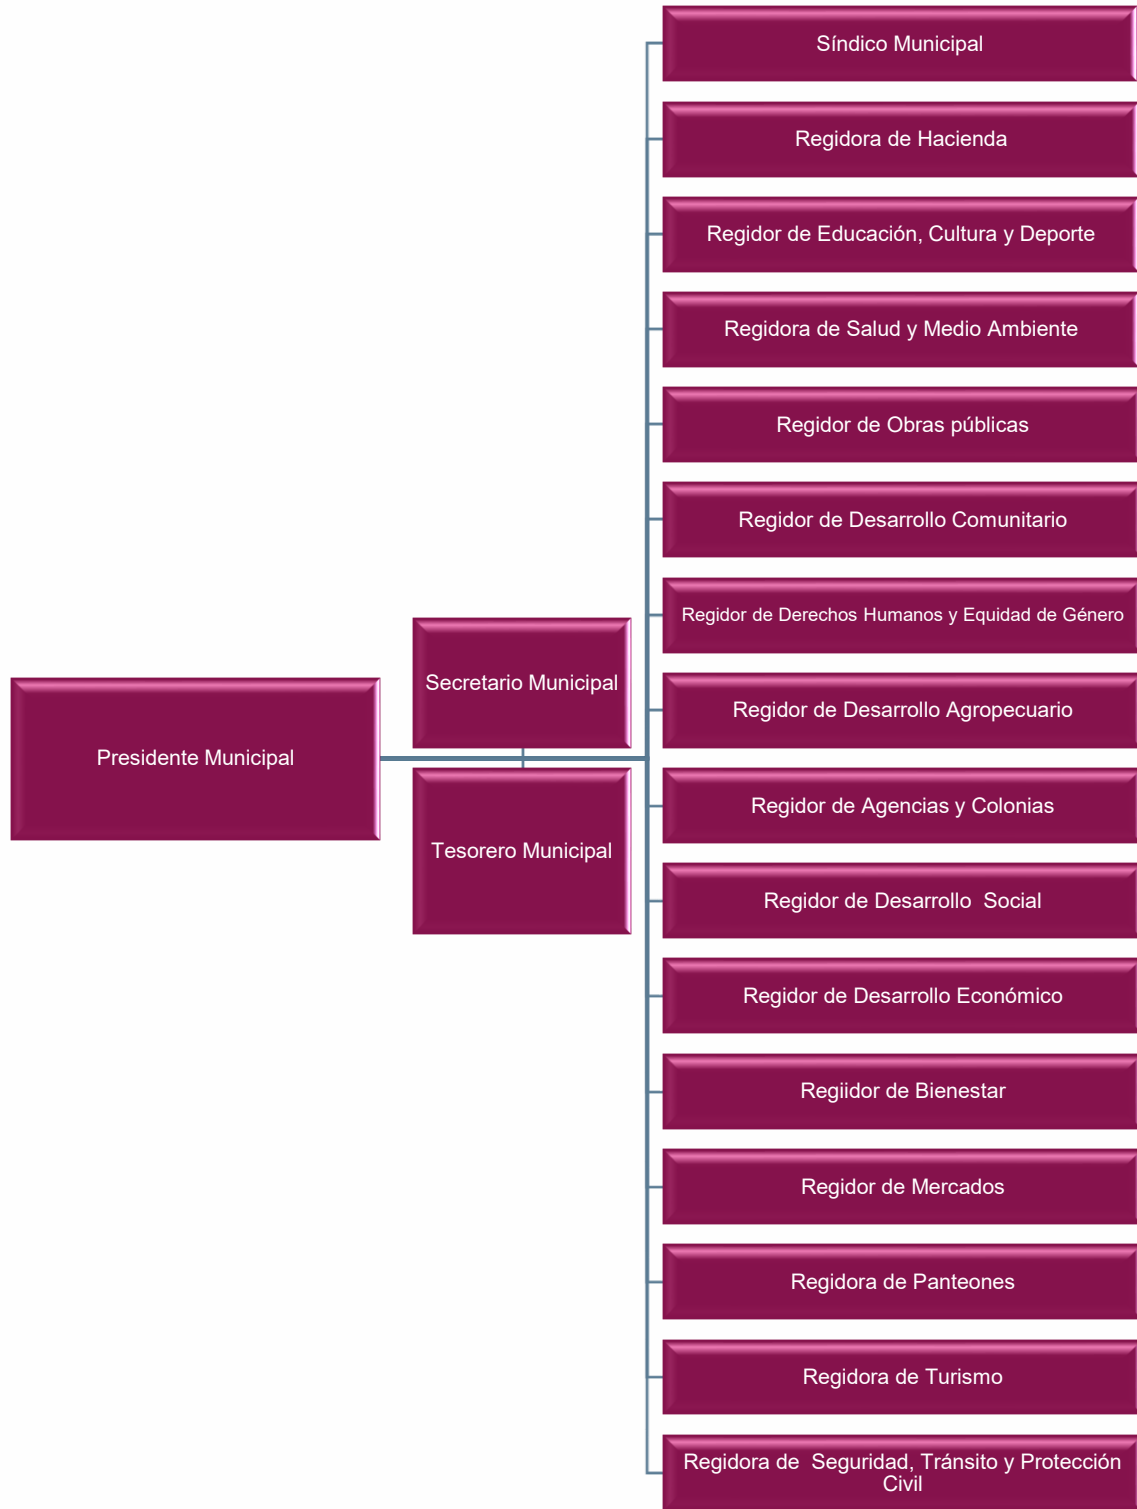 Presidente Municipal
Secretario Municipal
Tesorero Municipal
Síndico Municipal
Regidora de Hacienda
Regidor de Educación, Cultura y Deporte
Regidora de Salud y Medio Ambiente
Regidor de Obras públicas
Regidor de Desarrollo Comunitario
Regidor de Derechos Humanos y Equidad de Género
Regidor de Desarrollo Agropecuario
Regidor de Agencias y Colonias
Regidor de Desarrollo  Social
Regidor de Desarrollo Económico
Regiidor de Bienestar
Regidor de Mercados
Regidora de Panteones
Regidora de Turismo
Regidora de  Seguridad, Tránsito y Protección
Civil